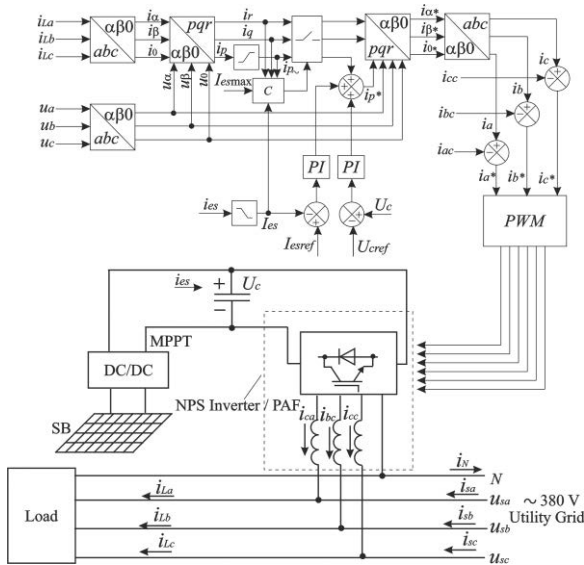 iLa
iLb
iLc
αβ0
abc
iα
iβ
i0
pqr
αβ0
ir
iq
ip
ip~
uα
uβ
u0
Iesmax
C
ip*
αβ0
pqr
iα*
iβ*
i0*
abc
αβ0
ic
icc
ib
ibc
ia
iac
ia*
ib*
ic*
ua
ub
uc
αβ0
abc
PI
PI
ies
Ies
Uc
Iesref
Ucref
PWM
ies
+
Uc
−
MPPT
DC/DC
NPS Inverter / PAF
SB
ica
ibc
icc
Load
iN
N
iLa
isa
usa
~ 380 V
iLb
isb
usb
Utility Grid
iLc
isc
usc